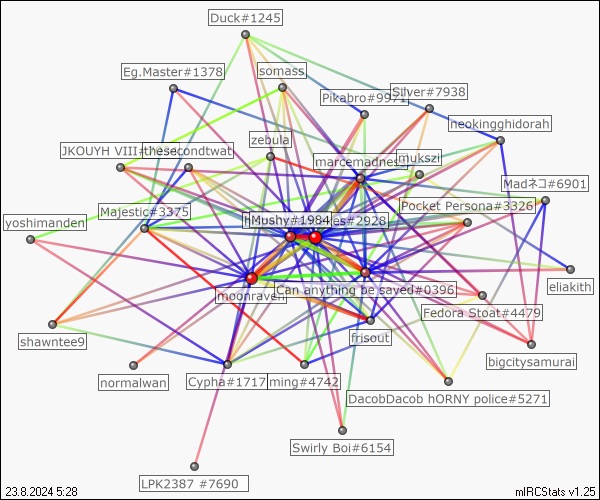 Duck#1245
Eg.Master#1378
somass
Pikabro#9971
Silver#7938
neokingghidorah
zebula
JKOUYH VIII
thesecondtwat
marcemadness
mukszi
Madネコ#6901
Majestic#3375
Pocket Persona#3326
yoshimanden
Mushy#1984
es#2928
moonraven
Can anything be saved#0396
eliakith
Fedora Stoat#4479
shawntee9
frisout
bigcitysamurai
normalwan
Cypha#1717
ming#4742
DacobDacob hORNY police#5271
Swirly Boi#6154
LPK2387 #7690
23.8.2024 5:28
mIRCStats v1.25